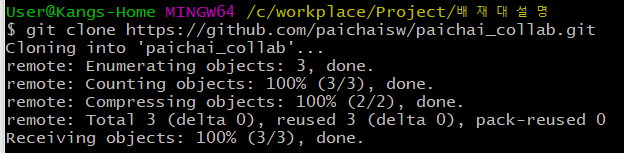 User@Kangs-Home MINGW64 /c/workplace/Project/배재대설명
$ git clone https://github.com/paichaisw/paichai_collab.git
Cloning into 'paichai_collab'...
remote: Enumerating objects: 3, done.
remote: Counting objects: 100% (3/3), done.
remote: Compressing objects: 100% (2/2), done.
remote: Total 3 (delta 0), reused 3 (delta 0), pack-reused 0
Receiving objects: 100% (3/3), done.